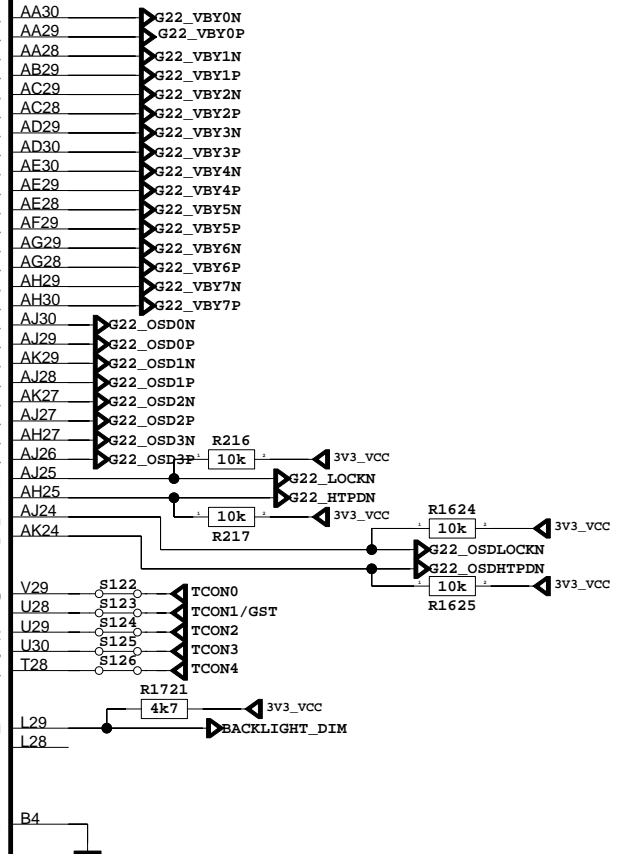 AA30 G22_VBY0N
AA29 G22_VBY0P
AA28 G22_VBY1N
AB29 G22_VBY1P
AC29 G22_VBY2N
AC28 G22_VBY2P
AD29 G22_VBY3N
AD30 G22_VBY3P
AE30 G22_VBY4N
AE29 G22_VBY4P
AE28 G22_VBY5N
AF29 G22_VBY5P
AG29 G22_VBY6N
AG28 G22_VBY6P
AH29 G22_VBY7N
AH30 G22_VBY7P
AJ30 G22_OSD0N
AJ29 G22_OSD0P
AK29 G22_OSD1N
AJ28 G22_OSD1P
AK27 G22_OSD2N
AJ27 G22_OSD2P
AH27 G22_OSD3N R216
AJ26 G22_OSD3P 1 10k 2 3V3_VCC
AJ25 G22_LOCKN
AH25 G22_HTPDN
AJ24 1 10k 2 3V3_VCC R1624
R217 1 10k 2 3V3_VCC
AK24 G22_OSDLOCKN
G22_OSDHTPDN
1 10k 2 3V3_VCC
R1625
V29 S122 TCON0
U28 S123 TCON1/GST
U29 S124 TCON2
U30 S125 TCON3
T28 S126 TCON4
R1721
1 4k7 2 3V3_VCC
L29 BACKLIGHT_DIM
L28
B4